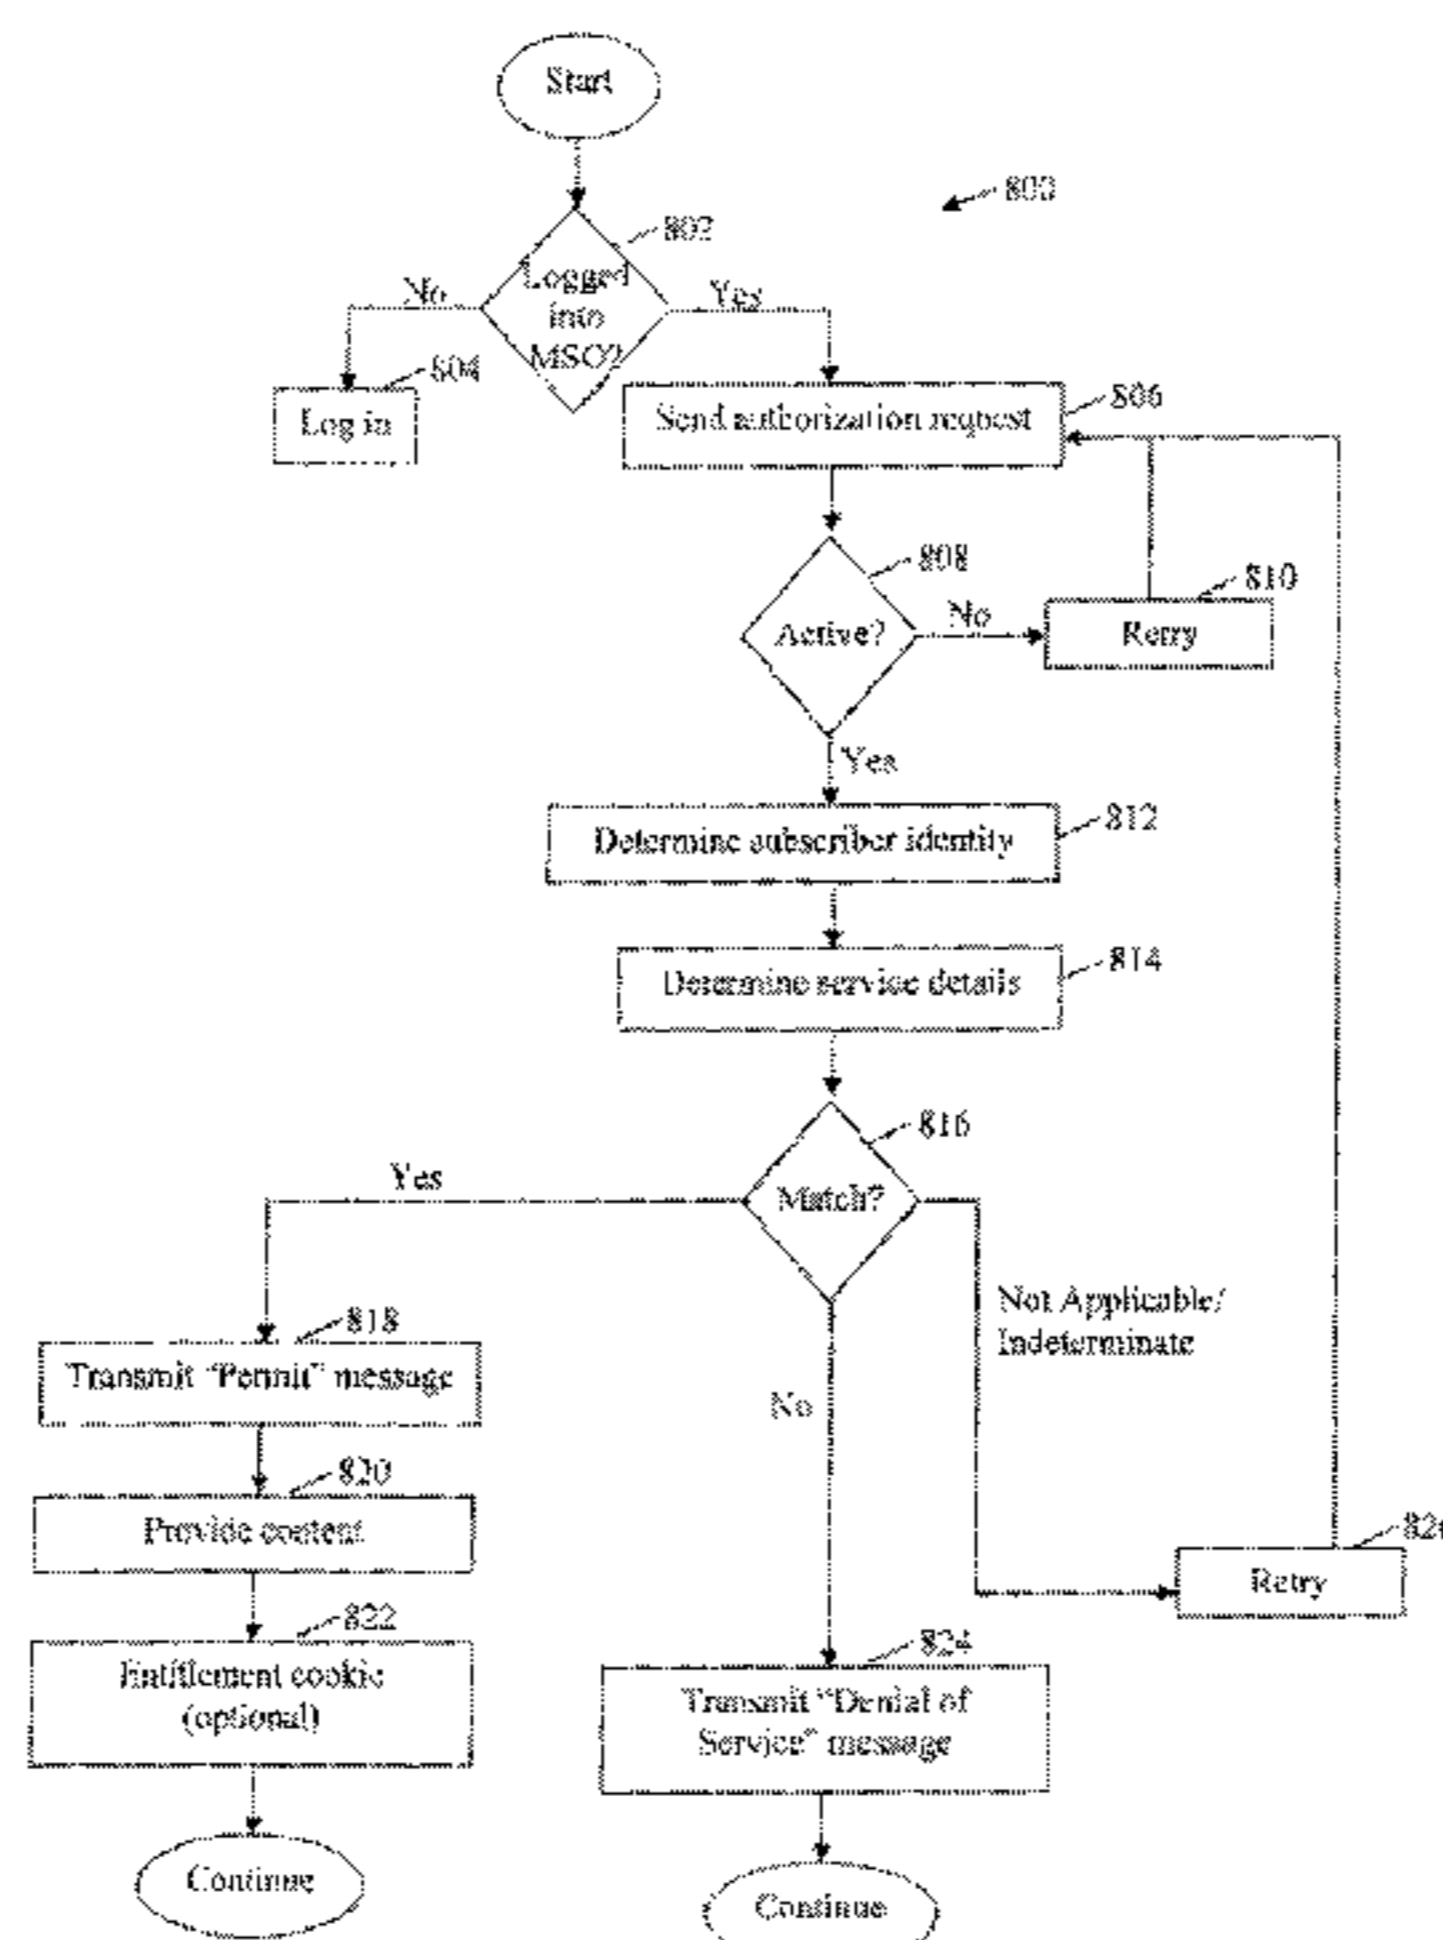 Start
800
802
Logged
into
MSO?
No
Yes
804
Log in
Send authorization request
806
808
Active?
No
810
Retry
Yes
Determine subscriber identity
812
Determine service details
814
816
Match?
Yes
Not Applicable/
Indeterminate
No
818
Transmit "Permit" message
820
Provide content
822
Entitlement cookie
(optional)
Retry
824
Transmit "Denial of
Service" message
Continue
Continue